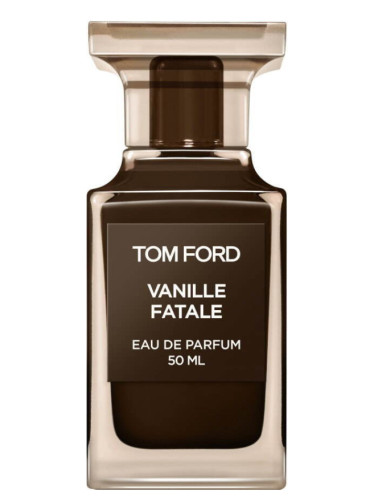 TOM FORD
VANILLE
FATALE
EAU DE PARFUM
50 ML